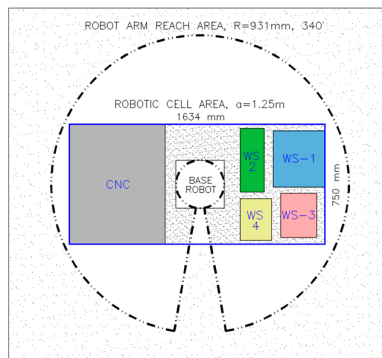 ROBOT ARM REACH AREA, R=931mm, 340°
ROBOTIC CELL AREA, a=1.25m
1634 mm
CNC
BASE
ROBOT
WS
2
WS-1
WS
4
WS-3
750 mm